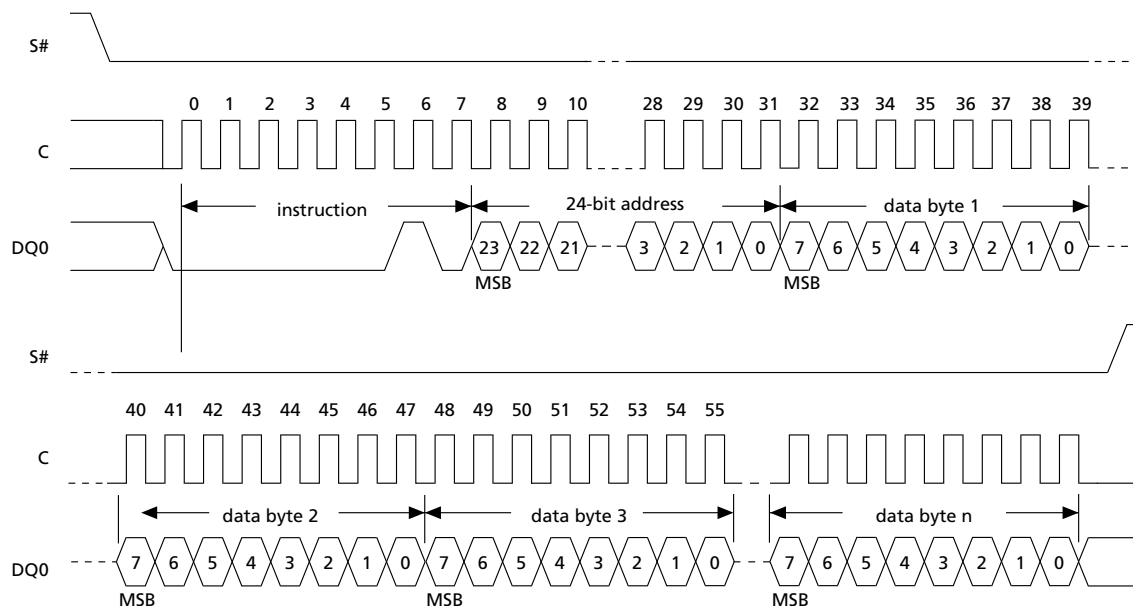 S#
0 1 2 3 4 5 6 7 8 9 10 28 29 30 31 32 33 34 35 36 37 38 39
C
instruction 24-bit address data byte 1
DQ0 23 22 21 3 2 1 0 7 6 5 4 3 2 1 0
MSB MSB
S#
40 41 42 43 44 45 46 47 48 49 50 51 52 53 54 55
C
data byte 2 data byte 3 data byte n
DQ0 7 6 5 4 3 2 1 0 7 6 5 4 3 2 1 0 7 6 5 4 3 2 1 0
MSB MSB MSB